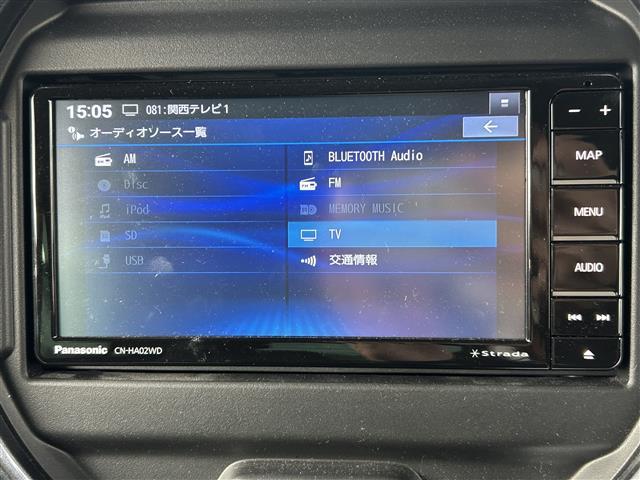 15:05 081:関西テレビ1
オーディオソース一覧
AM
Disc
iPod
SD
USB
BLUETOOTH Audio
FM
MEMORY MUSIC
TV
交通情報
− +
MAP
MENU
AUDIO
Panasonic CN-HA02WD
Strada